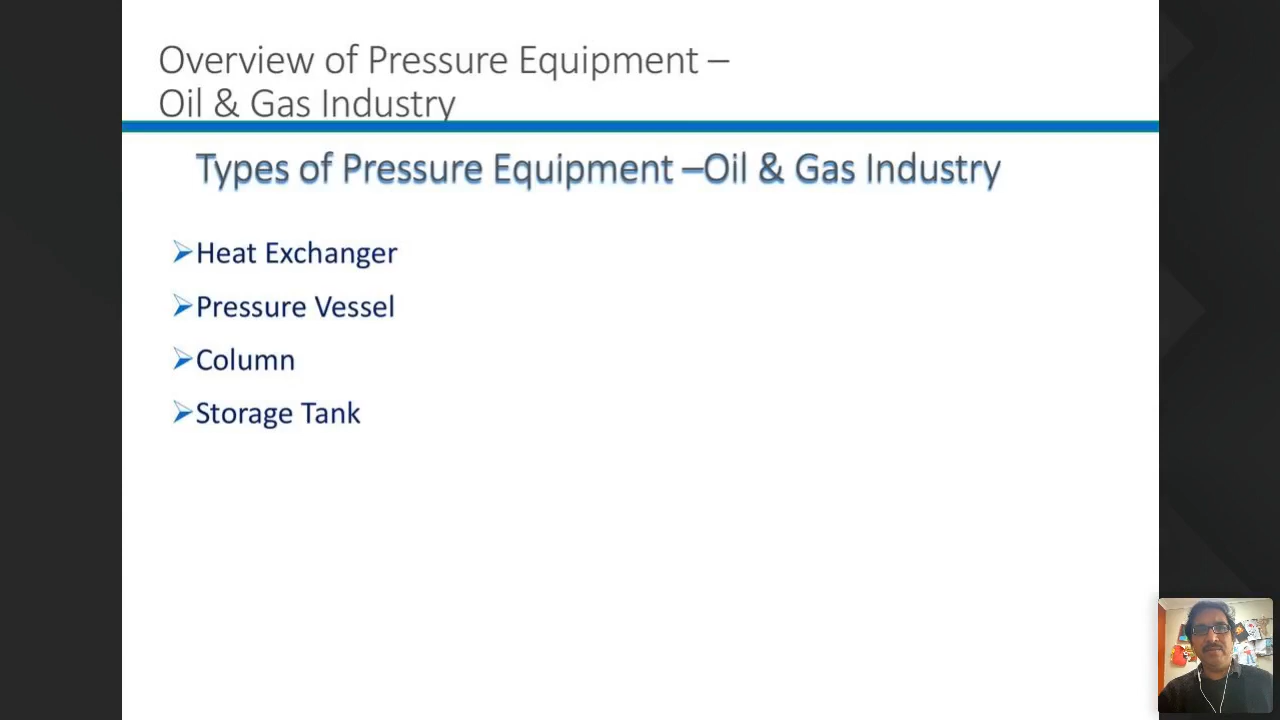 Overview of Pressure Equipment –
Oil & Gas Industry
Types of Pressure Equipment –Oil & Gas Industry
Heat Exchanger
Pressure Vessel
Column
Storage Tank